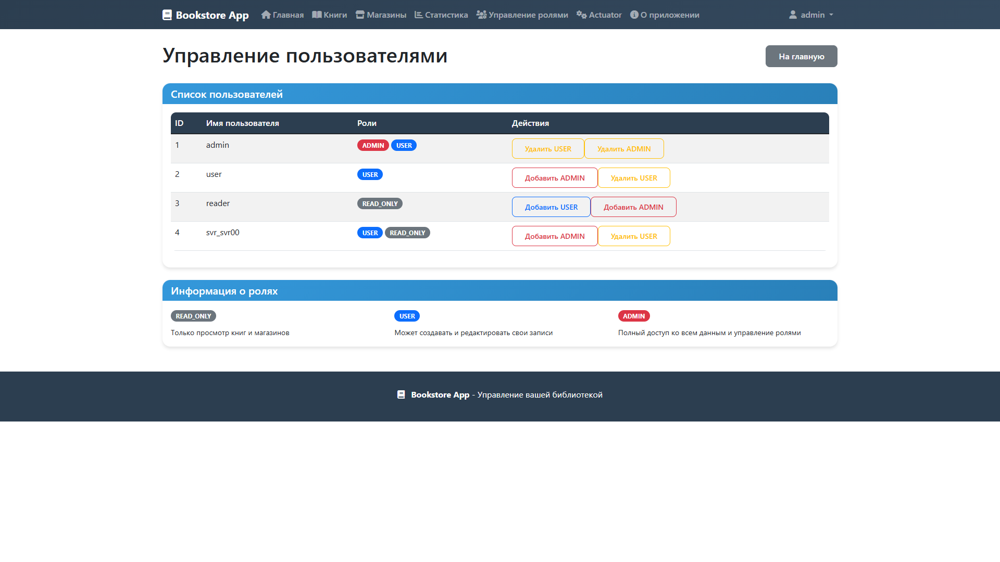 Bookstore App Главная Книги Магазины Статистика Управление ролями Actuator О приложении admin
Управление пользователями На главную
Список пользователей
ID Имя пользователя Роли Действия
1 admin ADMIN USER Удалить USER Удалить ADMIN
2 user USER Добавить ADMIN Удалить USER
3 reader READ_ONLY Добавить USER Добавить ADMIN
4 svr_svr00 USER READ_ONLY Добавить ADMIN Удалить USER
Информация о ролях
READ_ONLY USER ADMIN
Только просмотр книг и магазинов Может создавать и редактировать свои записи Полный доступ ко всем данным и управление ролями
Bookstore App - Управление вашей библиотекой